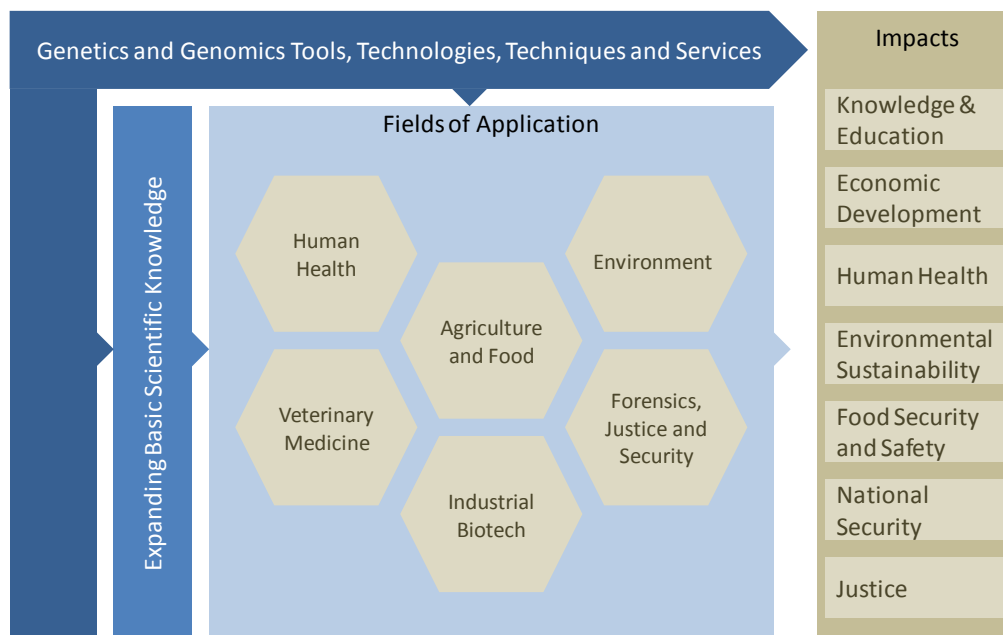 Genetics and Genomics Tools, Technologies, Techniques and Services
Expanding Basic Scientific Knowledge
Fields of Application
Human
Health
Environment
Agriculture
and Food
Veterinary
Medicine
Forensics,
Justice and
Security
Industrial
Biotech
Impacts
Knowledge &
Education
Economic
Development
Human Health
Environmental
Sustainability
Food Security
and Safety
National
Security
Justice